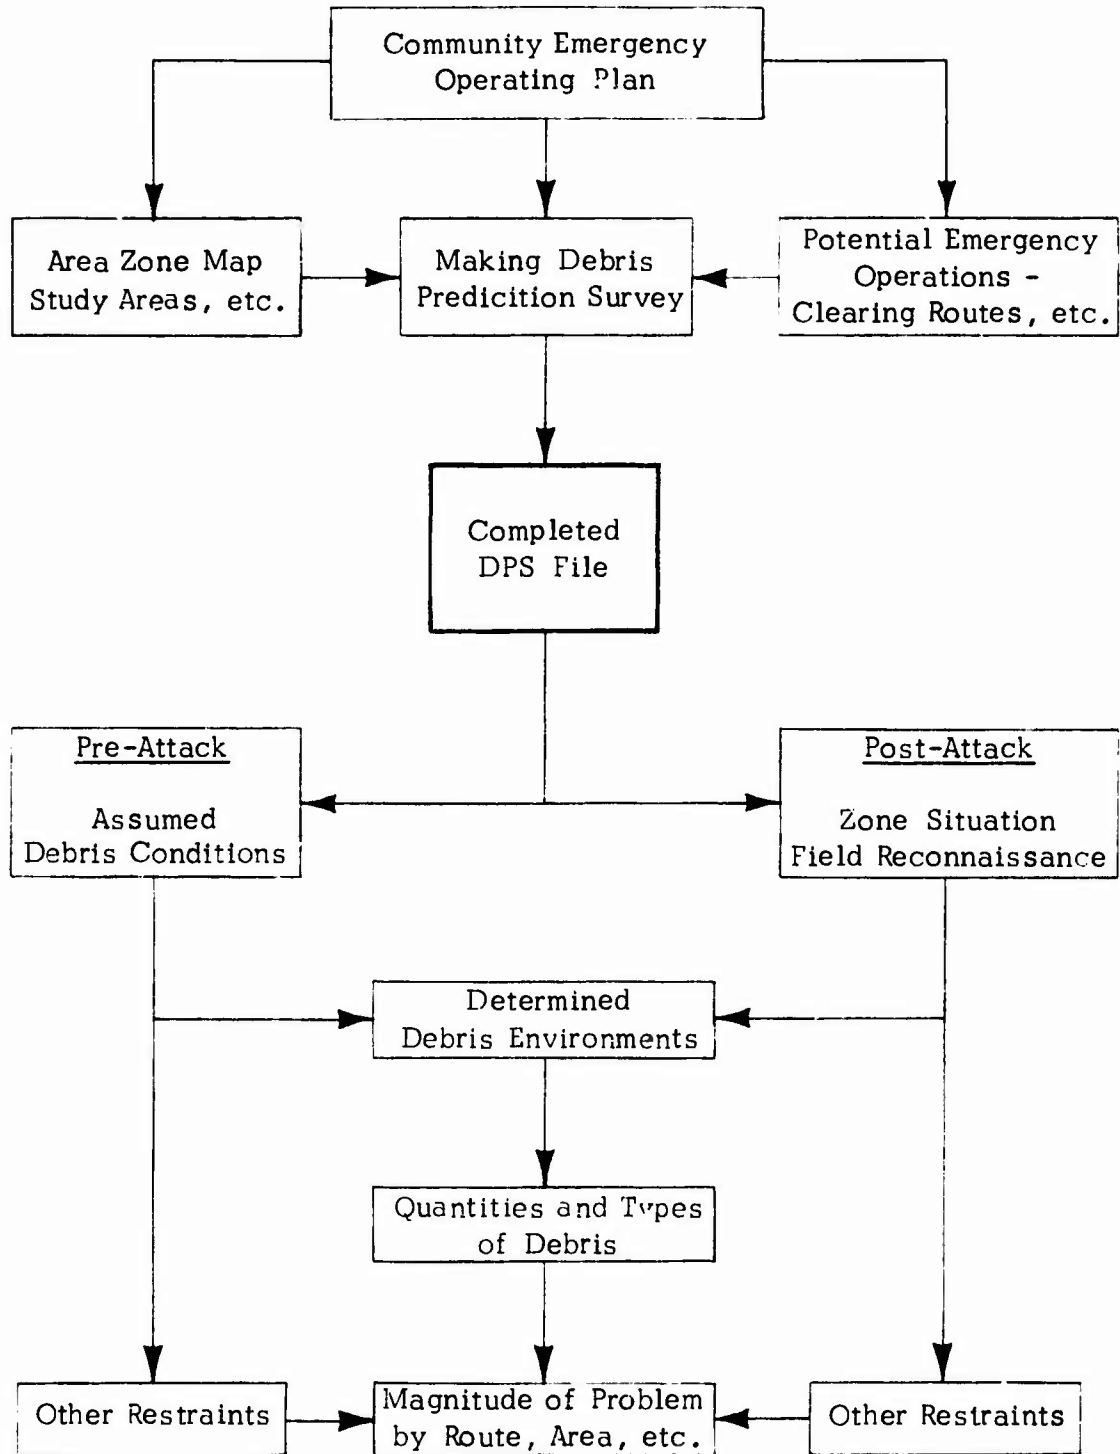 Community Emergency
Operating Plan
Area Zone Map
Study Areas, etc.
Making Debris
Predicition Survey
Potential Emergency
Operations -
Clearing Routes, etc.
Completed
DPS File
Pre-Attack
Assumed
Debris Conditions
Post-Attack
Zone Situation
Field Reconnaissance
Determined
Debris Environments
Quantities and Types
of Debris
Other Restraints
Magnitude of Problem
by Route, Area, etc.
Other Restraints